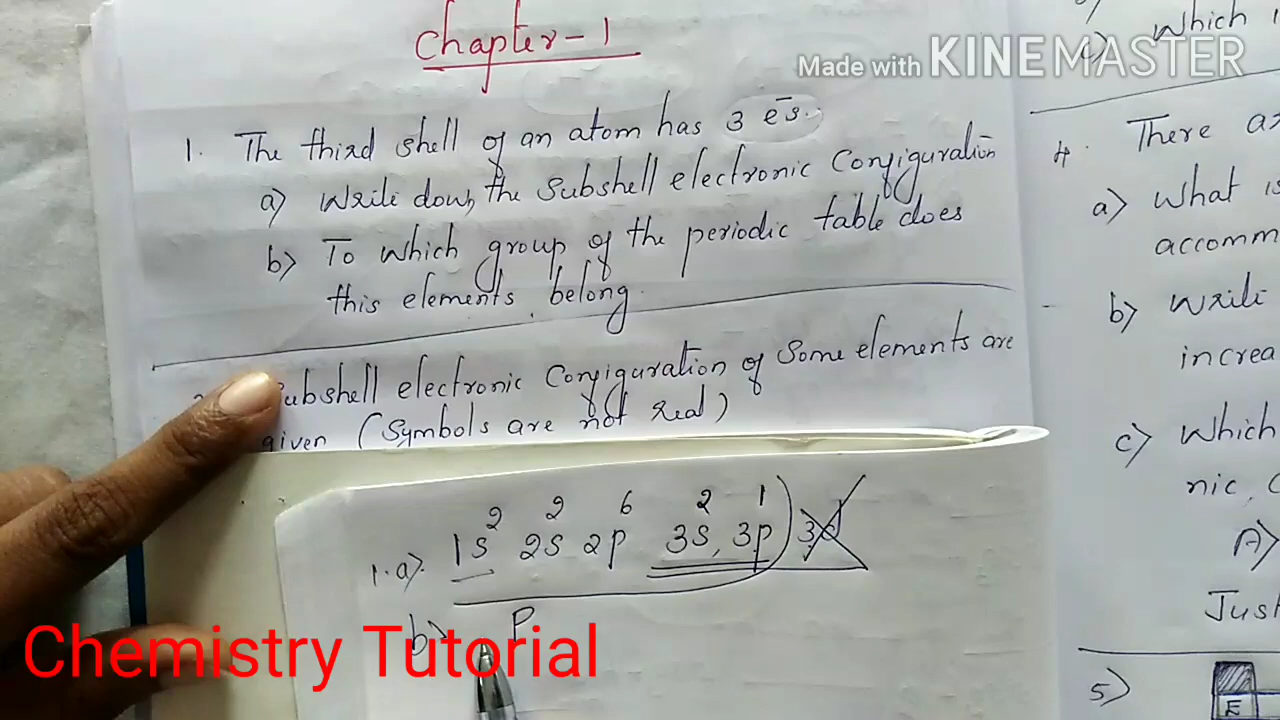 Chapter - 1
Made with KINEMASTER
1. The third shell of an atom has 3 e⁻s.
a) Write down the Subshell electronic Configuration
b) To which group of the periodic table does
this elements belong.
Subshell electronic Configuration of Some elements are
given (Symbols are not real)
1.a) 1s² 2s² 2p⁶ 3s², 3p¹) 3d
b) P
Chemistry Tutorial
c) Which
4. There
a) What
b) Write
c) Which
nic,
A)
5)
E